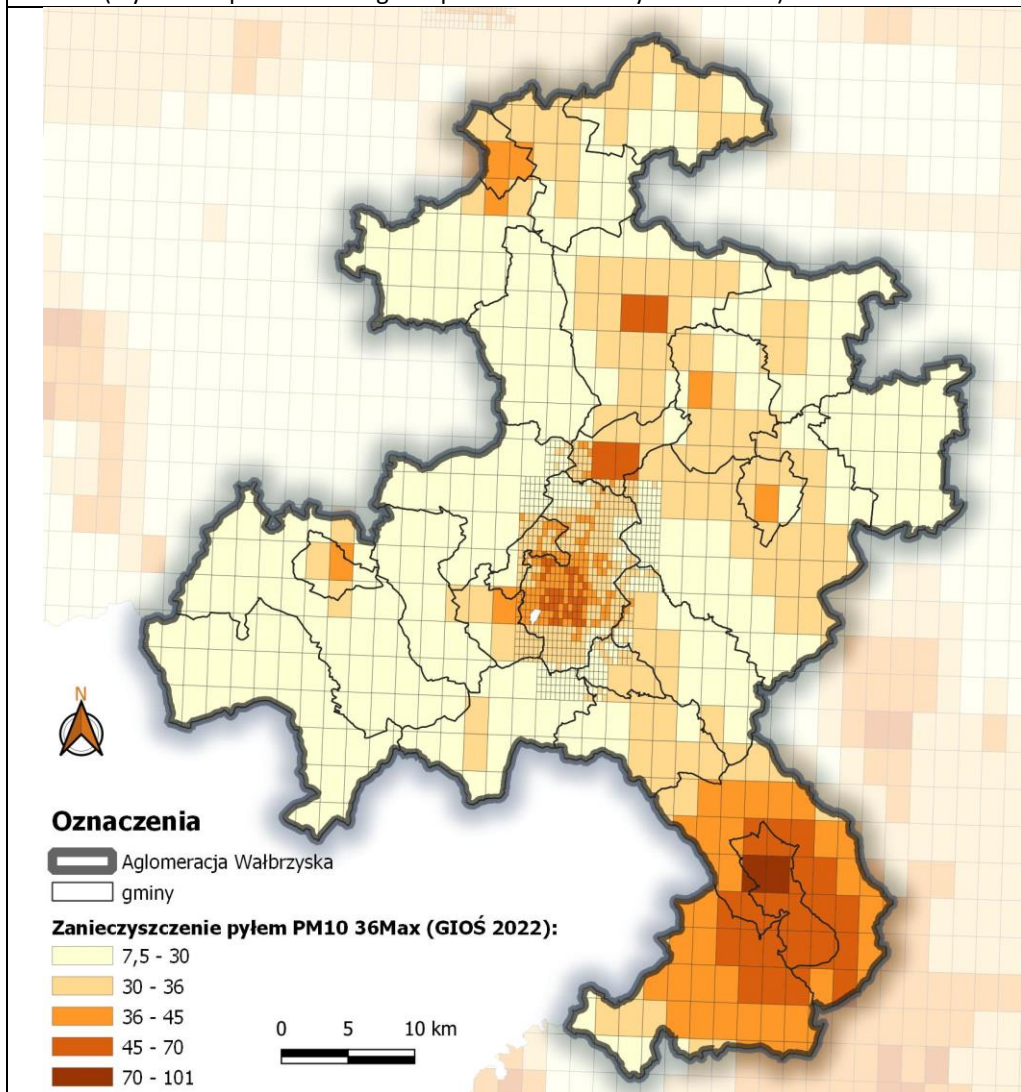 N
Oznaczenia
Aglomeracja Wałbrzyska
gminy
Zanieczyszczenie pyłem PM10 36Max (GIOŚ 2022):
7,5 - 30
30 - 36
36 - 45
45 - 70
70 - 101
0 5 10 km